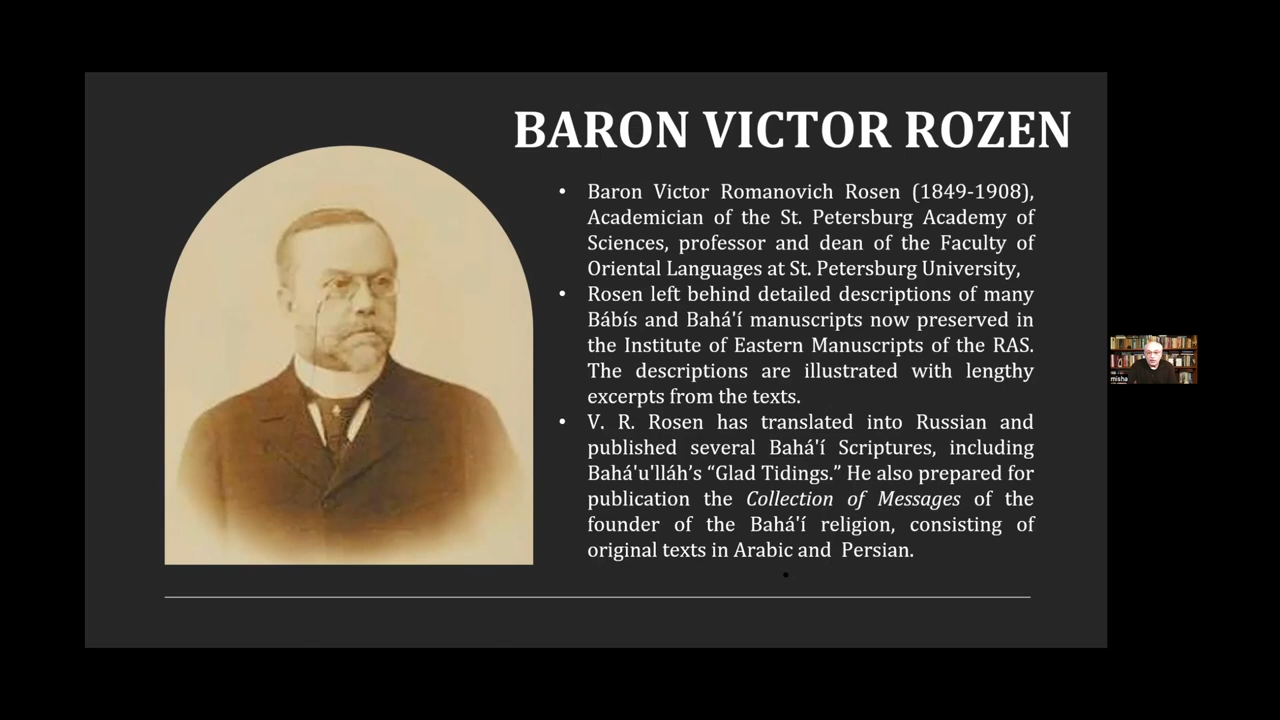 BARON VICTOR ROZEN
• Baron Victor Romanovich Rosen (1849-1908),
Academician of the St. Petersburg Academy of
Sciences, professor and dean of the Faculty of
Oriental Languages at St. Petersburg University,
• Rosen left behind detailed descriptions of many
Bábís and Bahá'í manuscripts now preserved in
the Institute of Eastern Manuscripts of the RAS.
The descriptions are illustrated with lengthy
excerpts from the texts.
• V. R. Rosen has translated into Russian and
published several Bahá'í Scriptures, including
Bahá'u'lláh’s “Glad Tidings.” He also prepared for
publication the Collection of Messages of the
founder of the Bahá'í religion, consisting of
original texts in Arabic and  Persian.
misha